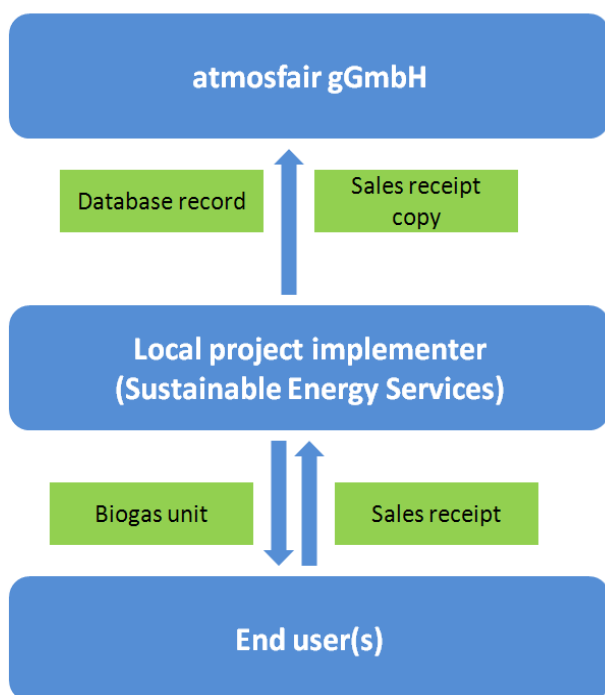 atmosfair gGmbH
Database record
Sales receipt
copy
Local project implementer
(Sustainable Energy Services)
Biogas unit
Sales receipt
End user(s)